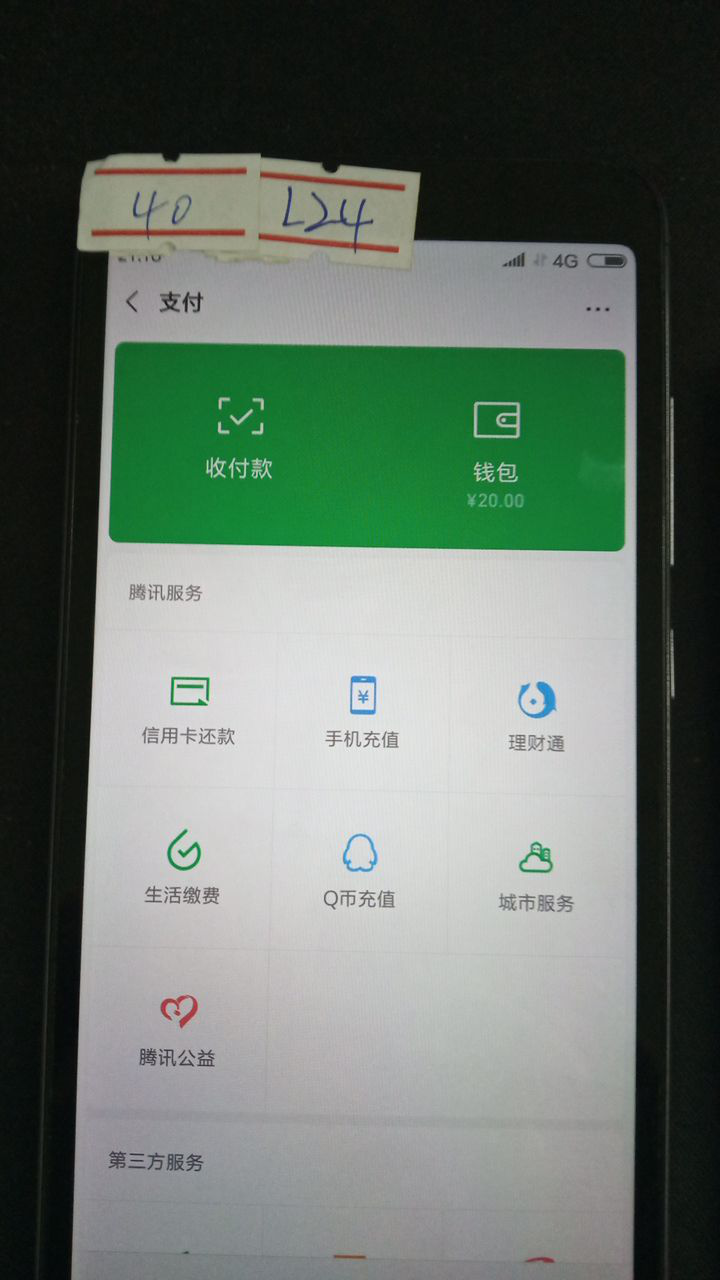 40
L24
4G
支付
收付款
钱包
¥20.00
腾讯服务
信用卡还款
手机充值
理财通
生活缴费
Q币充值
城市服务
腾讯公益
第三方服务